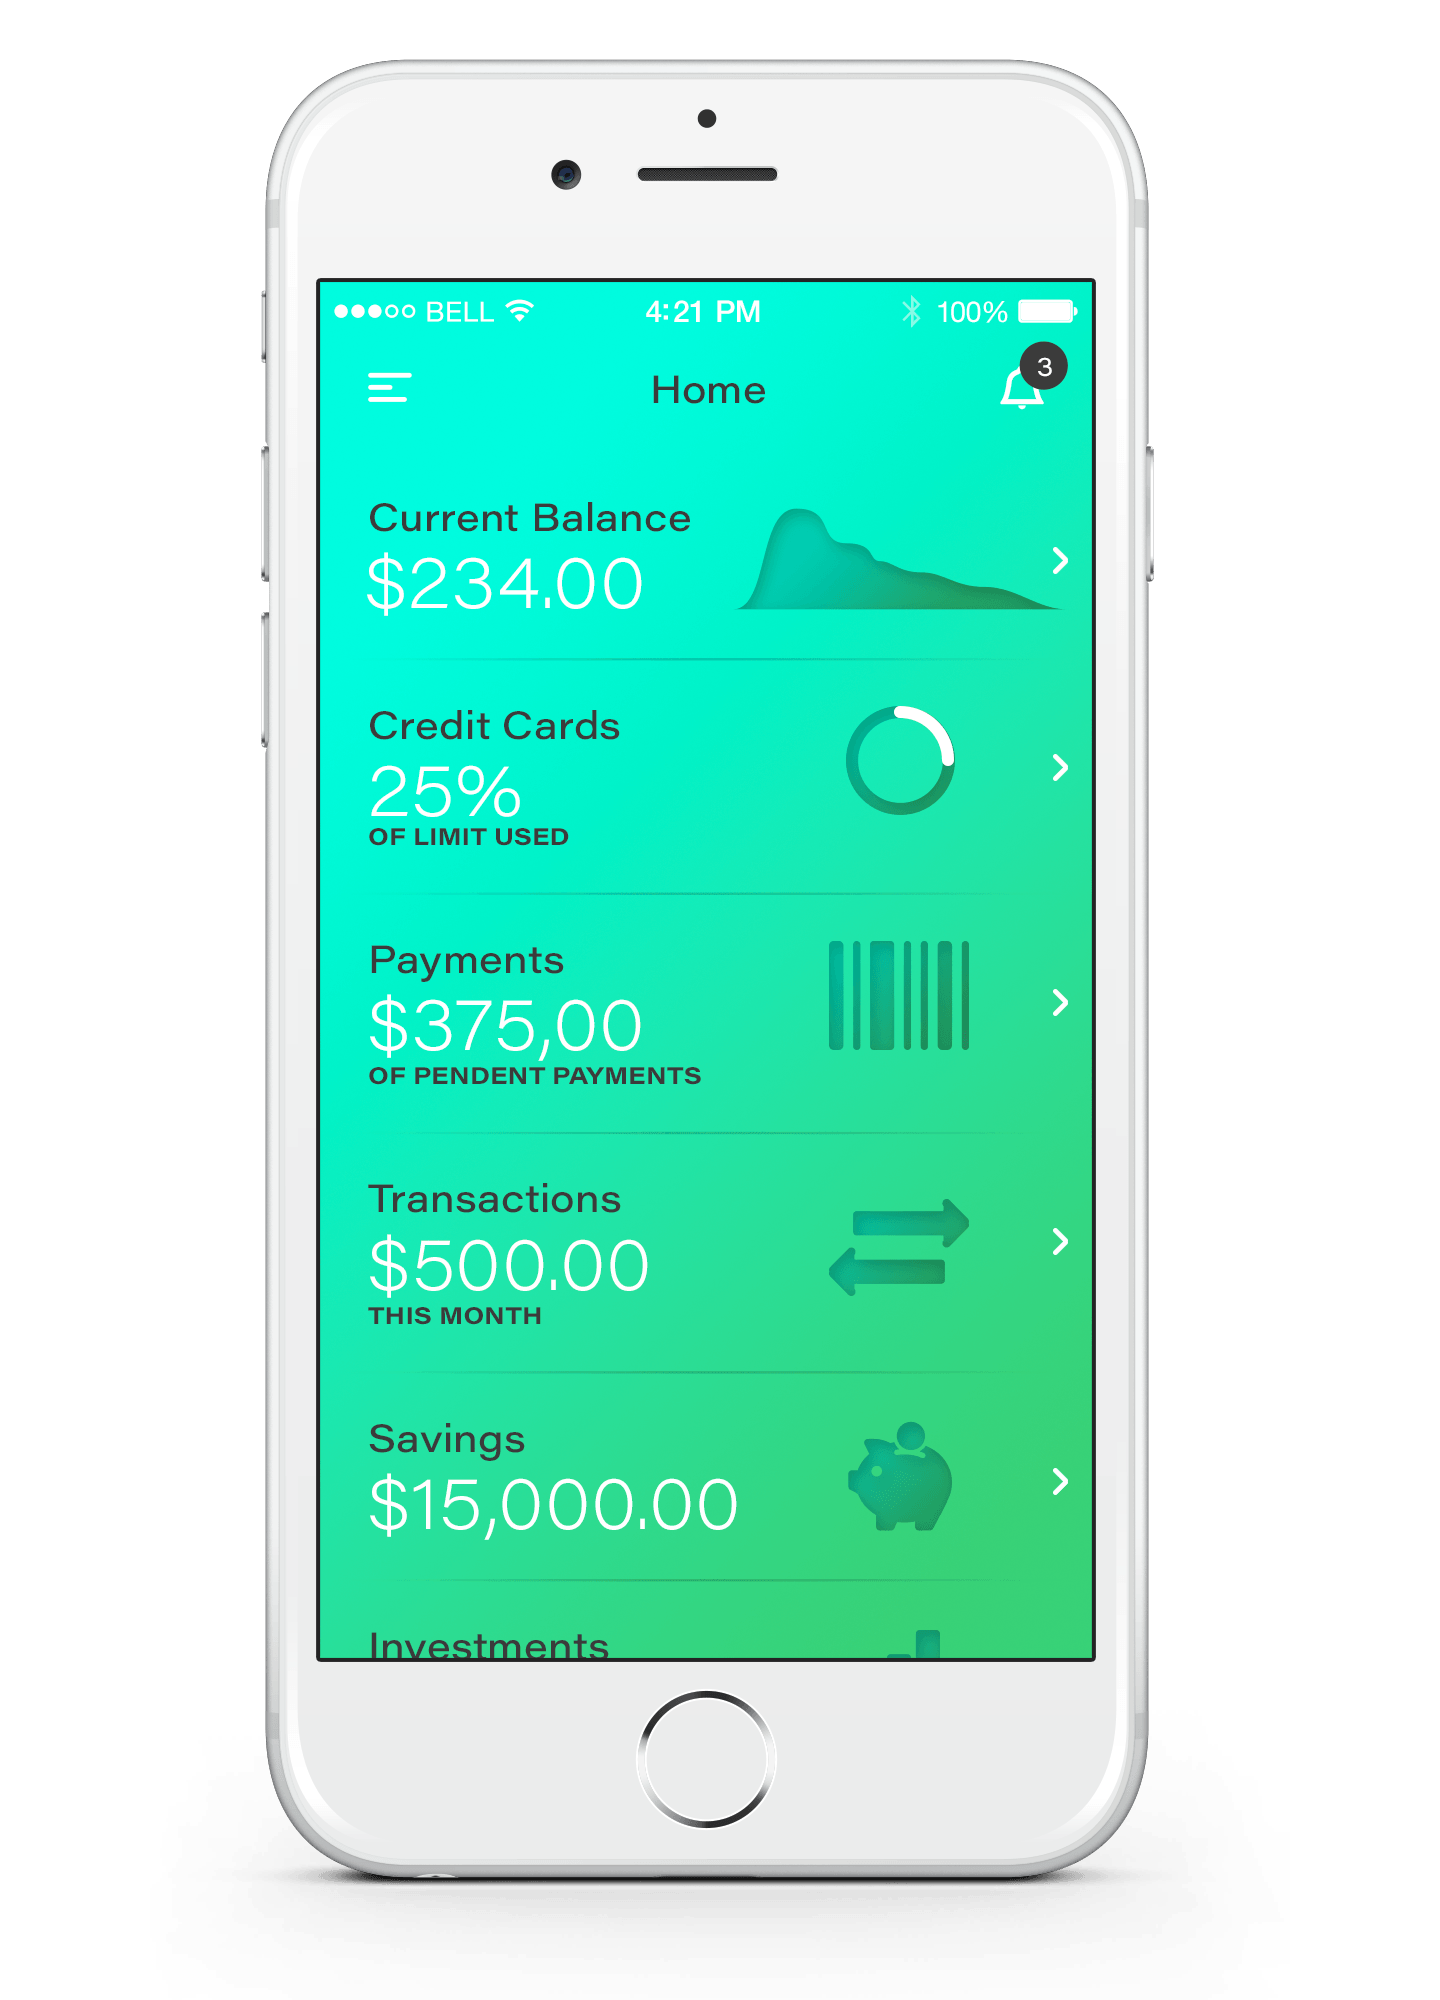 BELL 4:21 PM 100%
Home 3
Current Balance
$234.00
Credit Cards
25%
OF LIMIT USED
Payments
$375,00
OF PENDENT PAYMENTS
Transactions
$500.00
THIS MONTH
Savings
$15,000.00
Investments